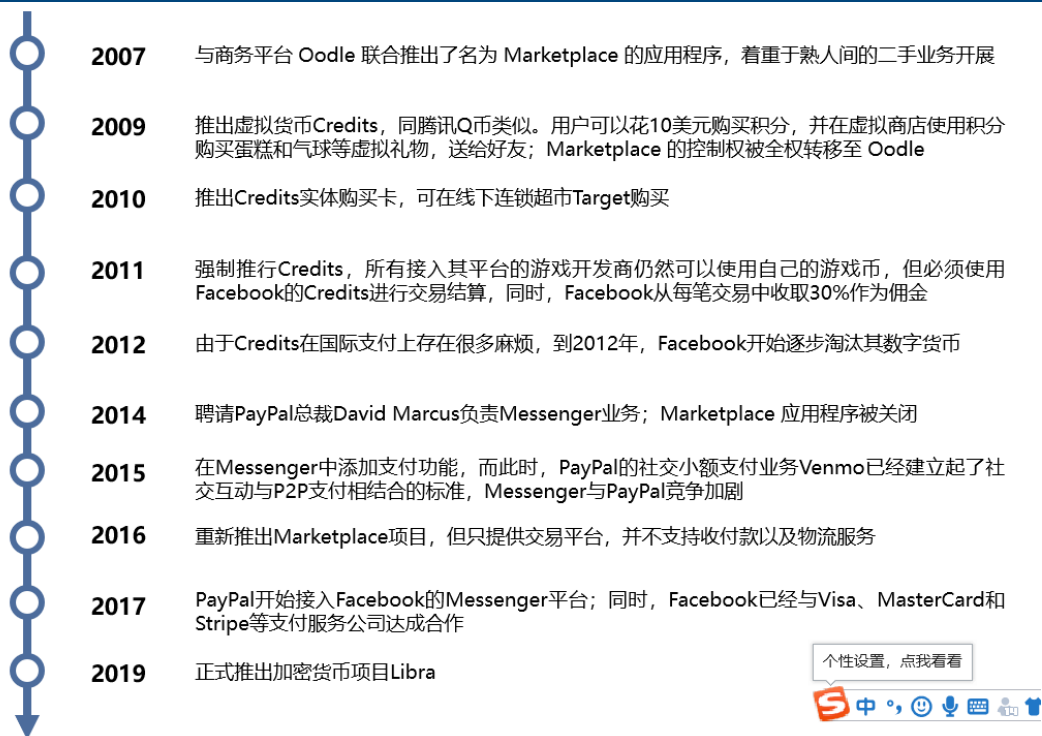 2007
与商务平台 Oodle 联合推出了名为 Marketplace 的应用程序，着重于熟人间的二手业务开展
2009
推出虚拟货币Credits，同腾讯Q币类似。用户可以花10美元购买积分，并在虚拟商店使用积分
购买蛋糕和气球等虚拟礼物，送给好友；Marketplace 的控制权被全权转移至 Oodle
2010
推出Credits实体购买卡，可在线下连锁超市Target购买
2011
强制推行Credits，所有接入其平台的游戏开发商仍然可以使用自己的游戏币，但必须使用
Facebook的Credits进行交易结算，同时，Facebook从每笔交易中收取30%作为佣金
2012
由于Credits在国际支付上存在很多麻烦，到2012年，Facebook开始逐步淘汰其数字货币
2014
聘请PayPal总裁David Marcus负责Messenger业务；Marketplace 应用程序被关闭
2015
在Messenger中添加支付功能，而此时，PayPal的社交小额支付业务Venmo已经建立起了社
交互动与P2P支付相结合的标准，Messenger与PayPal竞争加剧
2016
重新推出Marketplace项目，但只提供交易平台，并不支持收付款以及物流服务
2017
PayPal开始接入Facebook的Messenger平台；同时，Facebook已经与Visa、MasterCard和
Stripe等支付服务公司达成合作
2019
正式推出加密货币项目Libra
个性设置，点我看看
S 中 °,